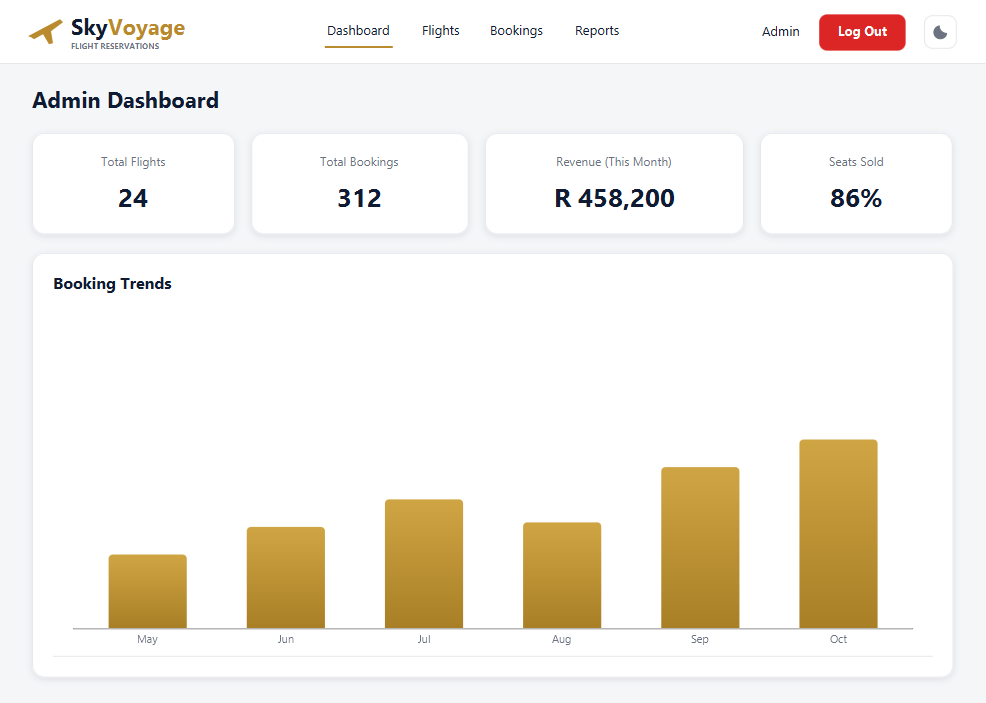 SkyVoyage
FLIGHT RESERVATIONS
Dashboard Flights Bookings Reports Admin Log Out
Admin Dashboard
Total Flights
24
Total Bookings
312
Revenue (This Month)
R 458,200
Seats Sold
86%
Booking Trends
May Jun Jul Aug Sep Oct